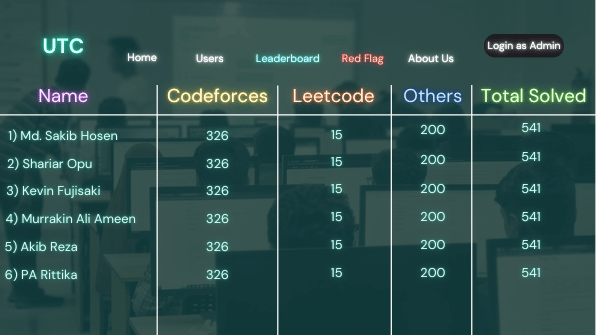 UTC
Home Users Leaderboard Red Flag About Us Login as Admin
Name Codeforces Leetcode Others Total Solved
1) Md. Sakib Hosen 326 15 200 541
2) Shariar Opu 326 15 200 541
3) Kevin Fujisaki 326 15 200 541
4) Murrakin Ali Ameen 326 15 200 541
5) Akib Reza 326 15 200 541
6) PA Rittika 326 15 200 541